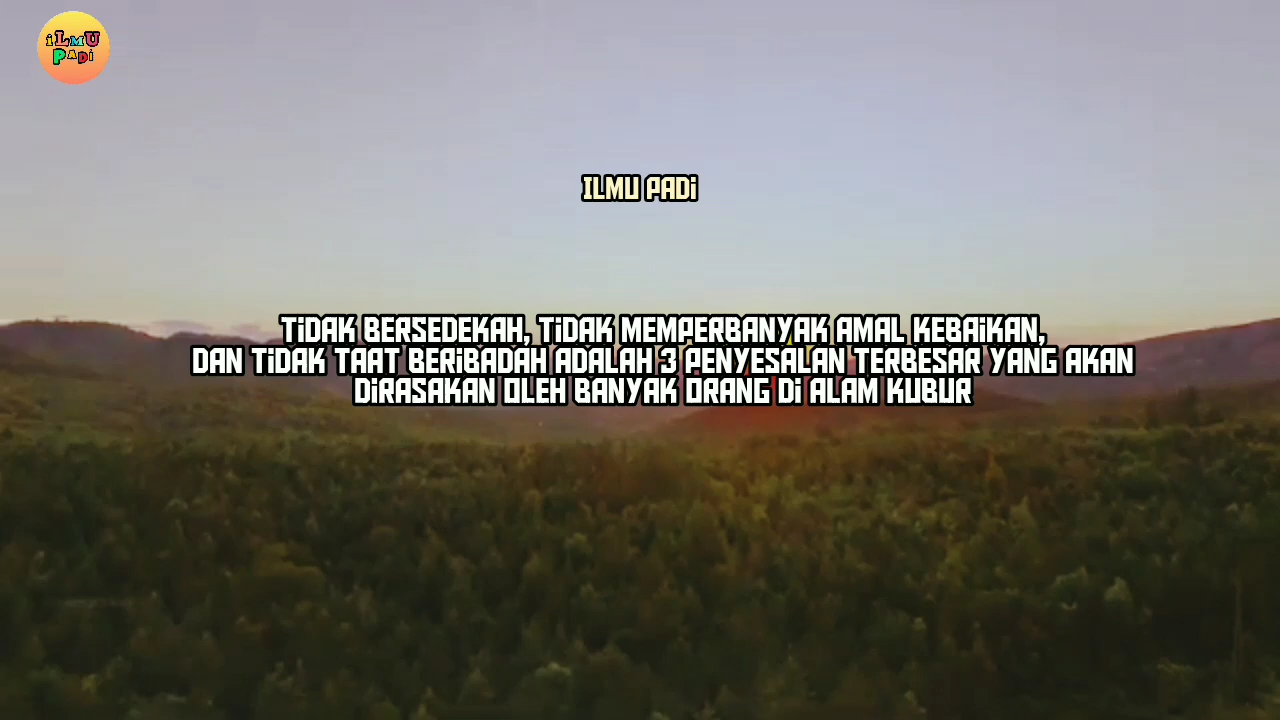 iLMU
PADi
ILMU PADi
TiDAK BERSEDEKAH, TiDAK MEMPERBANYAK AMAL KEBAiKAN,
DAN TiDAK TAAT BERiBADAH ADALAH 3 PENYESALAN TERBESAR YANG AKAN
DiRASAKAN OLEH BANYAK ORANG Di ALAM KUBUR